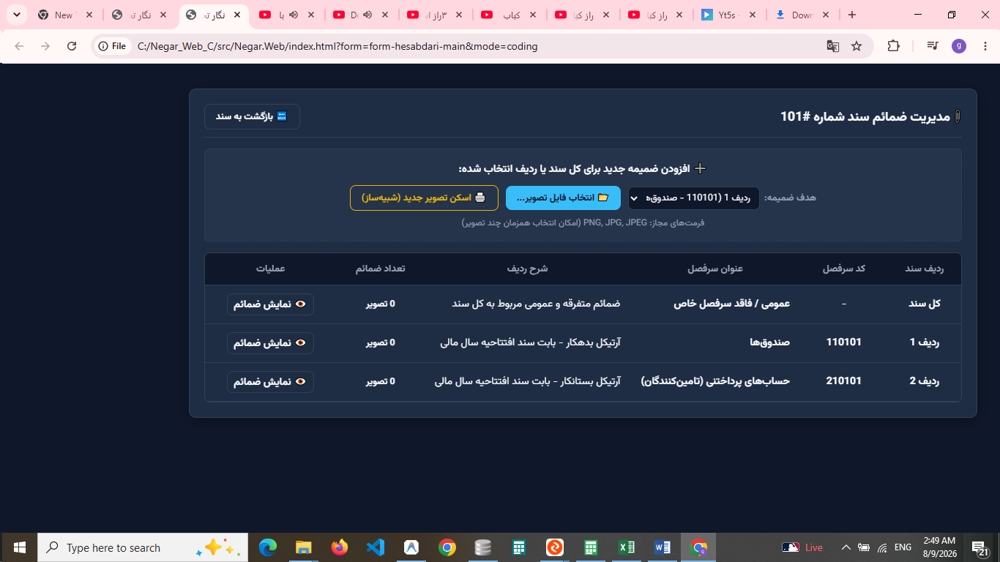 New T
نگار تح
نگار تح
با
De
۳راز اس
کباب
راز کبا
راز کبا
Yt5s -
Down
File
C:/Negar_Web_C/src/Negar.Web/index.html?form=form-hesabdari-main&mode=coding
g
مدیریت ضمائم سند شماره #101
بازگشت به سند
افزودن ضمیمه جدید برای کل سند یا ردیف انتخاب شده:
هدف ضمیمه:
ردیف 1 (110101 - صندوق‌ه
انتخاب فایل تصویر...
اسکن تصویر جدید (شبیه‌ساز)
فرمت‌های مجاز: PNG, JPG, JPEG (امکان انتخاب همزمان چند تصویر)
ردیف سند کد سرفصل عنوان سرفصل شرح ردیف تعداد ضمائم عملیات
کل سند - عمومی / فاقد سرفصل خاص ضمائم متفرقه و عمومی مربوط به کل سند 0 تصویر نمایش ضمائم
ردیف 1 110101 صندوق‌ها آرتیکل بدهکار - بابت سند افتتاحیه سال مالی 0 تصویر نمایش ضمائم
ردیف 2 210101 حساب‌های پرداختنی (تامین‌کنندگان) آرتیکل بستانکار - بابت سند افتتاحیه سال مالی 0 تصویر نمایش ضمائم
Type here to search
Live
ENG
2:49 AM
8/9/2026
21